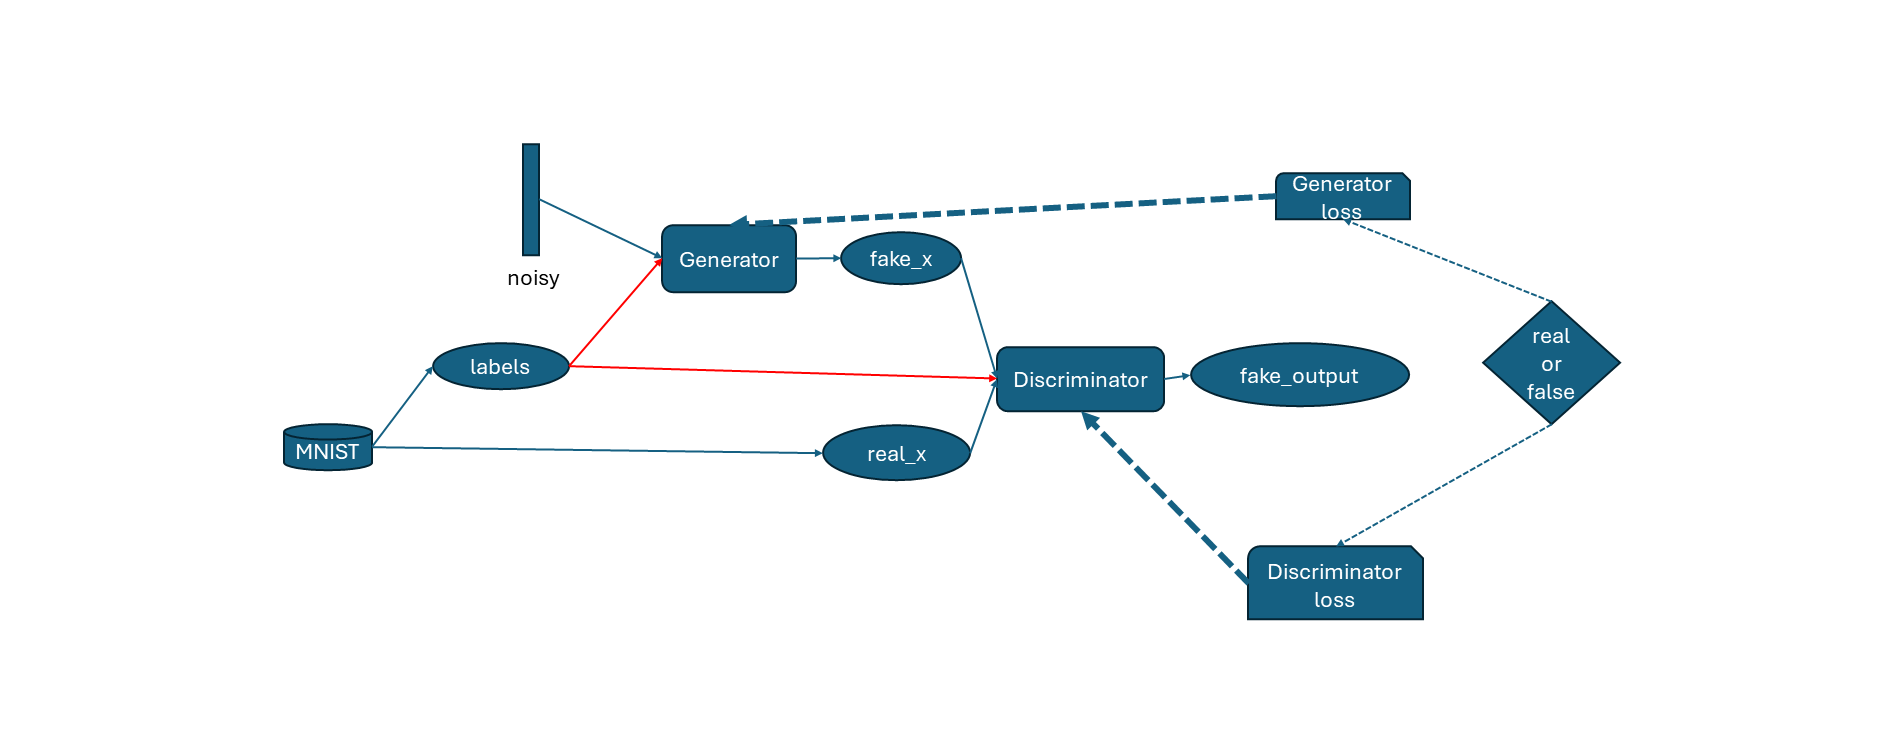 Generator
loss
Generator
fake_x
noisy
real
or
false
labels
Discriminator
fake_output
MNIST
real_x
Discriminator
loss